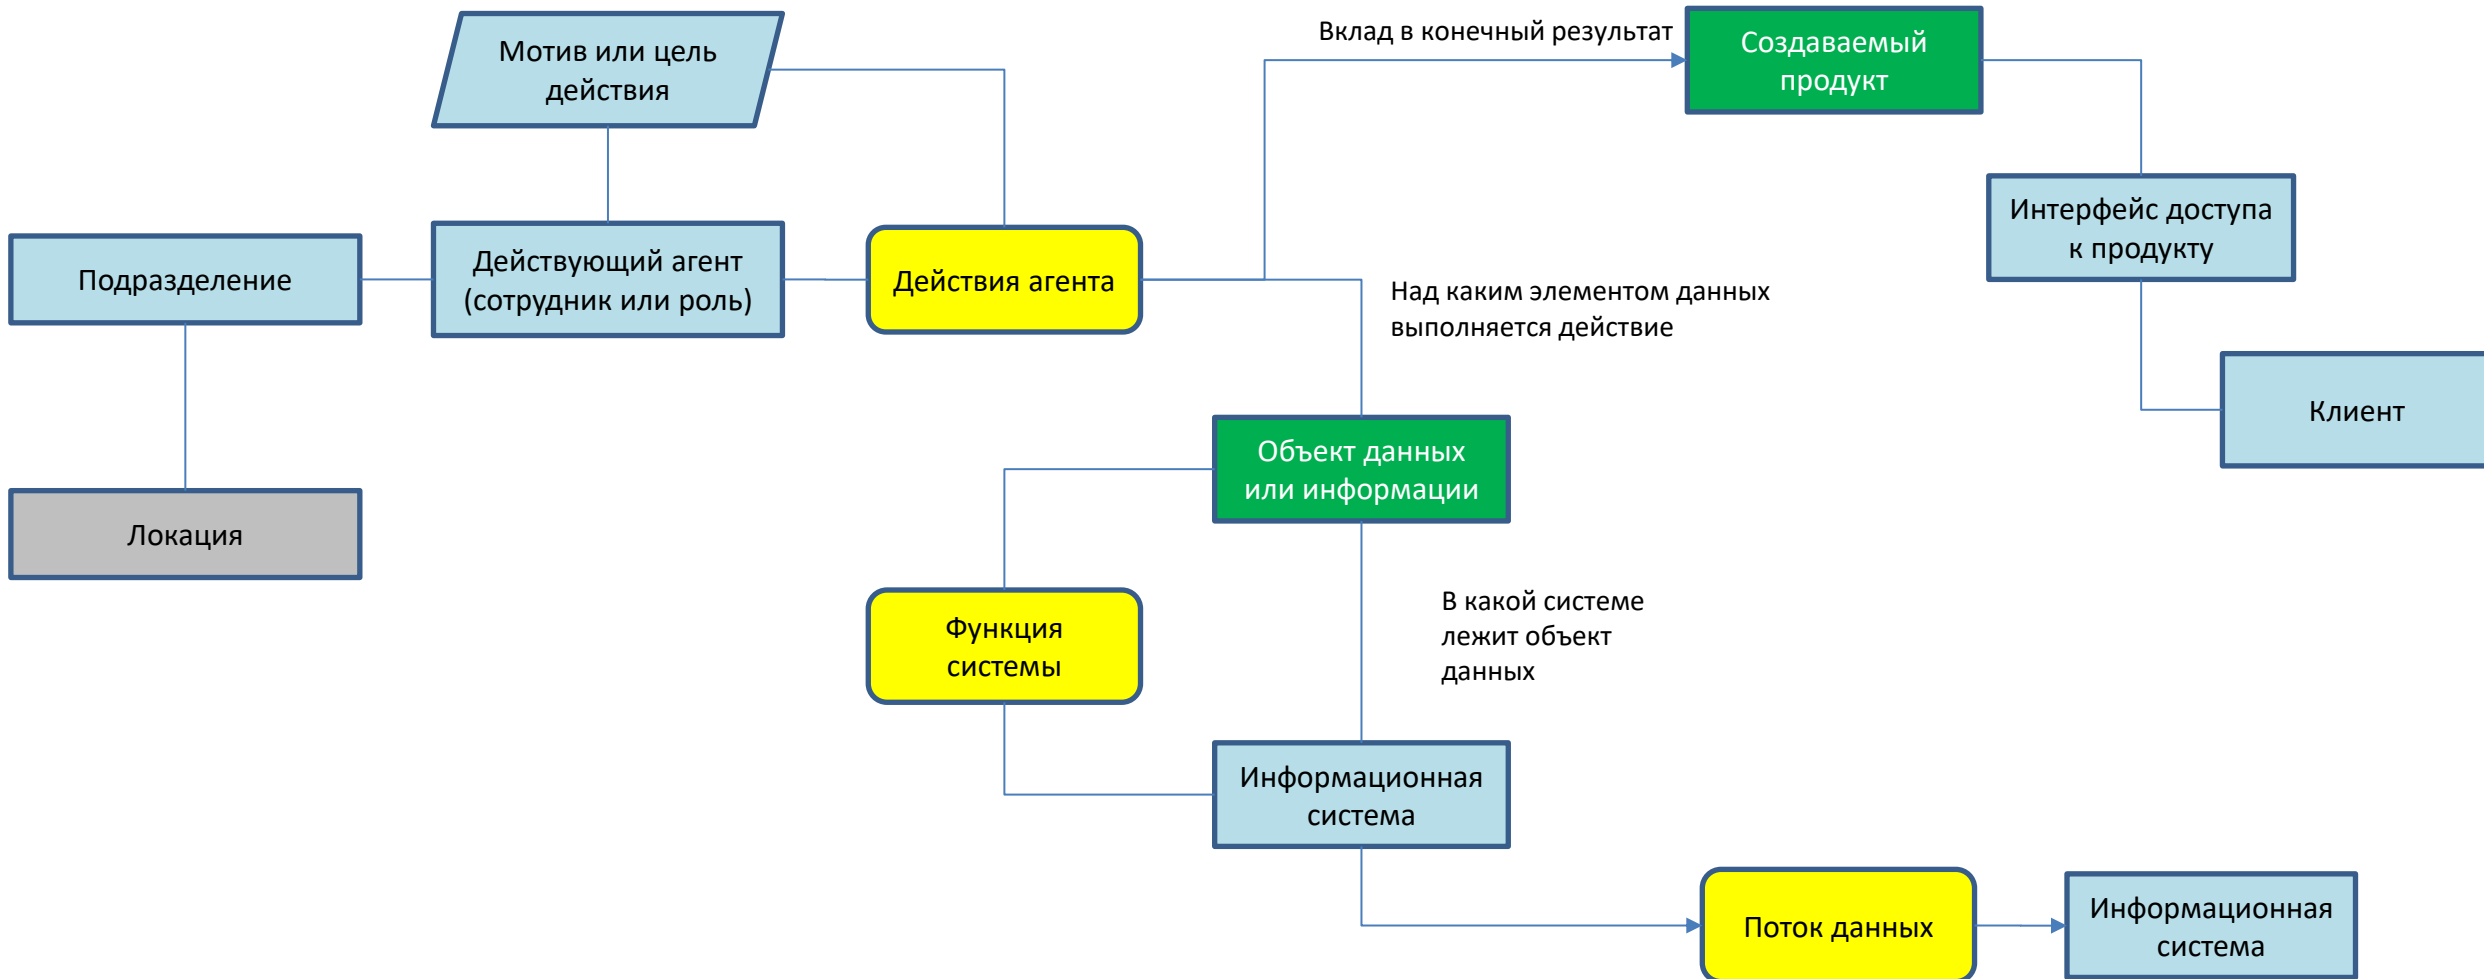 Мотив или цель
действия
Вклад в конечный результат
Создаваемый
продукт
Интерфейс доступа
к продукту
Подразделение
Действующий агент
(сотрудник или роль)
Действия агента
Над каким элементом данных
выполняется действие
Клиент
Объект данных
или информации
Локация
Функция
системы
В какой системе
лежит объект
данных
Информационная
система
Поток данных
Информационная
система